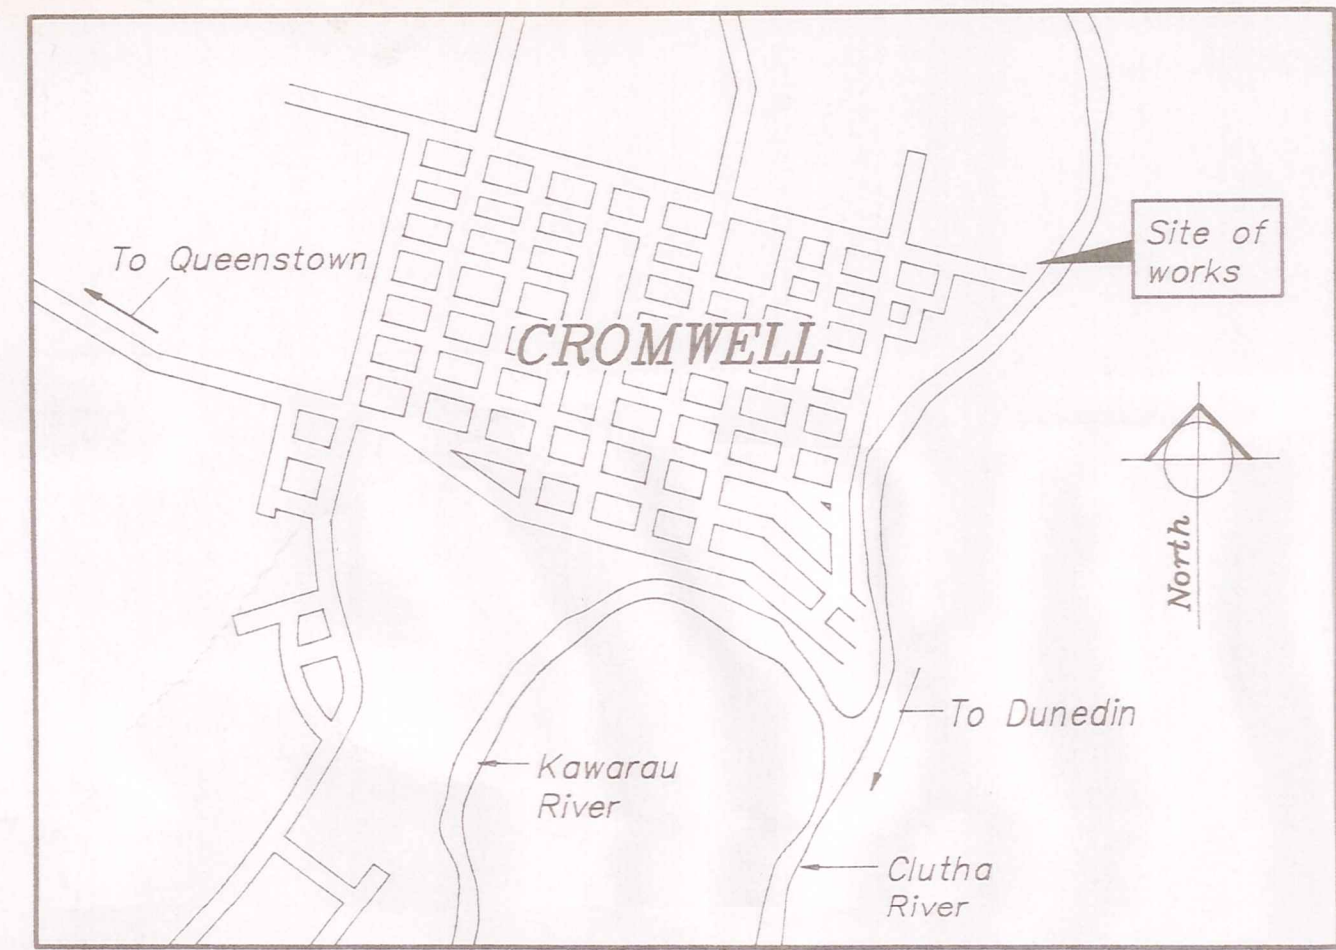 Site of
works
To Queenstown
CROMWELL
North
To Dunedin
Kawarau
River
Clutha
River